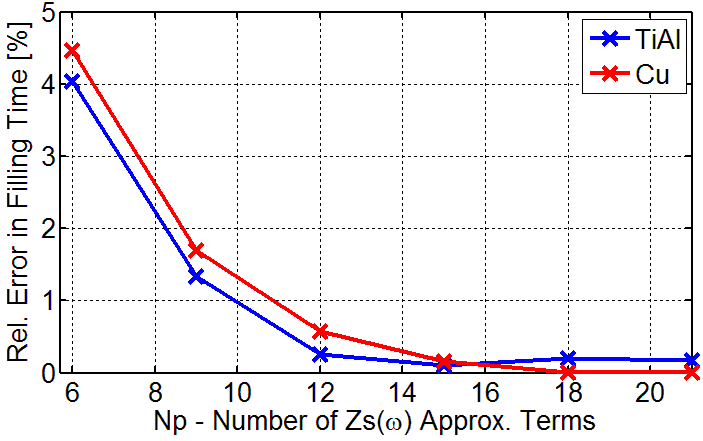 Rel. Error in Filling Time [%]
5
4
3
2
1
0
6 8 10 12 14 16 18 20
Np - Number of Zs(ω) Approx. Terms
TiAl
Cu